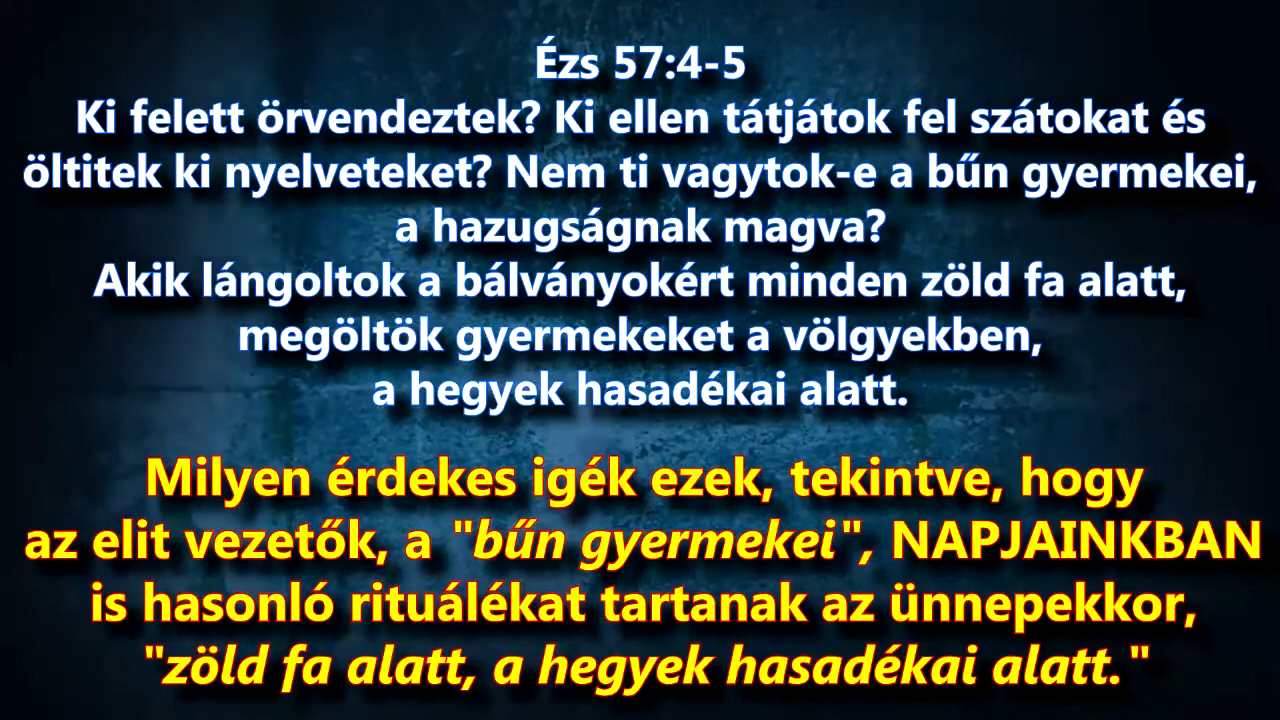 Ézs 57:4-5
Ki felett örvendeztek? Ki ellen tátjátok fel szátokat és
öltitek ki nyelveteket? Nem ti vagytok-e a bűn gyermekei,
a hazugságnak magva?
Akik lángoltok a bálványokért minden zöld fa alatt,
megöltök gyermekeket a völgyekben,
a hegyek hasadékai alatt.
Milyen érdekes igék ezek, tekintve, hogy
az elit vezetők, a "bűn gyermekei", NAPJAINKBAN
is hasonló rituálékat tartanak az ünnepekkor,
"zöld fa alatt, a hegyek hasadékai alatt."